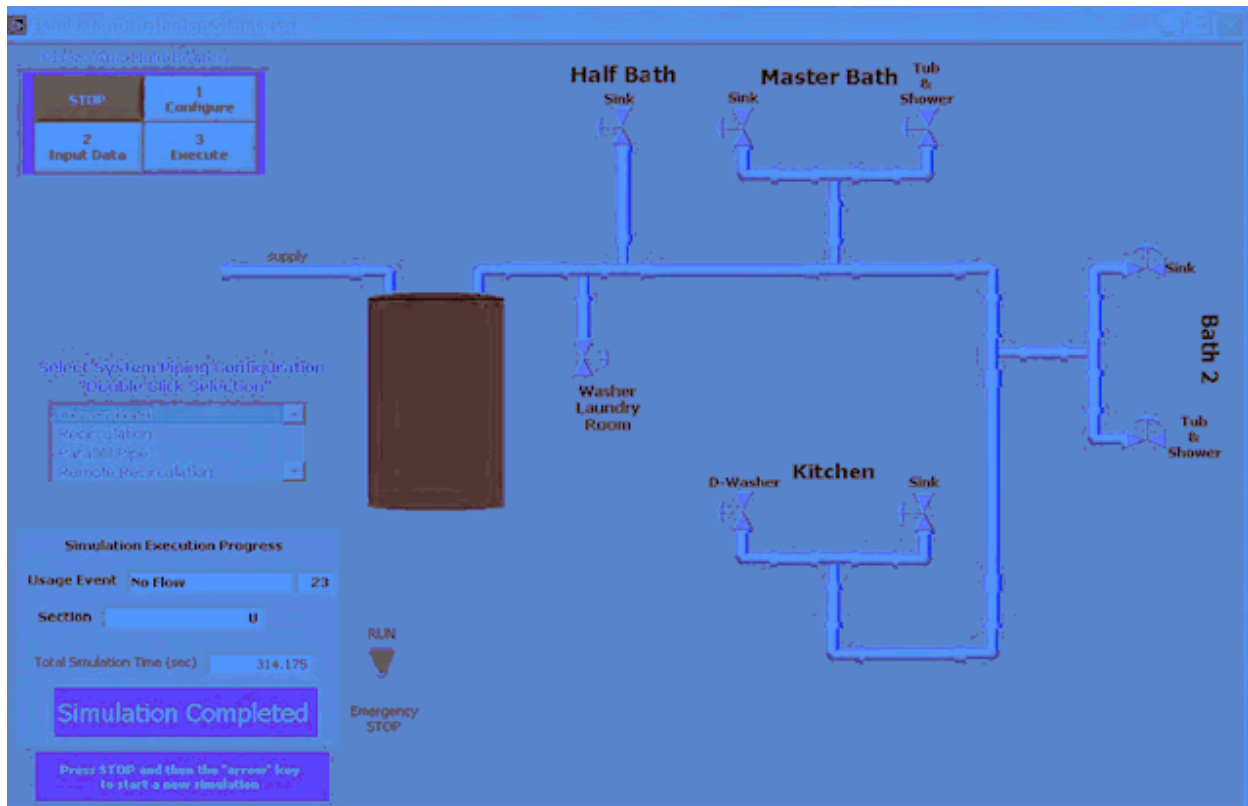 STOP
1
Configure
2
Input Data
3
Execute
Half Bath
Sink
Master Bath
Sink
Tub
&
Shower
supply
Sink
Bath 2
Tub
&
Shower
Washer
Laundry
Room
Select System Piping Configuration
"Double Click Selection"
Conventional
Recirculation
Parallel Pipe
Remote Recirculation
Kitchen
D-Washer
Sink
Simulation Execution Progress
Usage Event No Flow 23
Section
Total Simulation Time (sec) 314.175
Simulation Completed
RUN
Emergency
STOP
Press STOP and then the "arrow" key
to start a new simulation